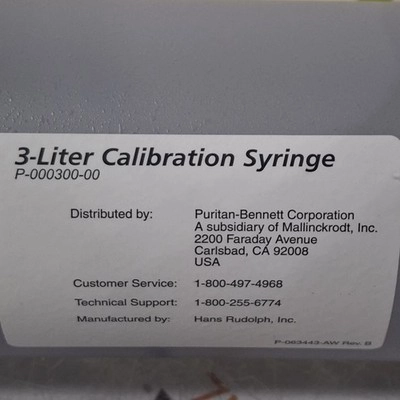 3-Liter Calibration Syringe
P-000300-00
Distributed by: Puritan-Bennett Corporation
A subsidiary of Mallinckrodt, Inc.
2200 Faraday Avenue
Carlsbad, CA 92008
USA
Customer Service: 1-800-497-4968
Technical Support: 1-800-255-6774
Manufactured by: Hans Rudolph, Inc.
P-063443-AW Rev. B